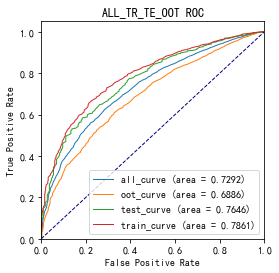 ALL_TR_TE_OOT ROC
1.0
0.8
0.6
0.4
0.2
0.0
True Positive Rate
all_curve (area = 0.7292)
oot_curve (area = 0.6886)
test_curve (area = 0.7646)
train_curve (area = 0.7861)
0.0 0.2 0.4 0.6 0.8 1.0
False Positive Rate